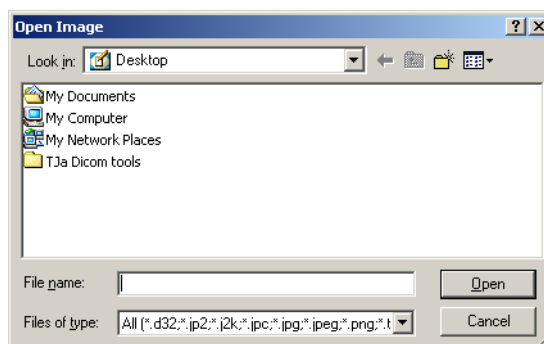 Open Image
Look in: Desktop
My Documents
My Computer
My Network Places
TJa Dicom tools
File name: Open
Files of type: All (*.d32;*.jp2;*.j2k;*.jpc;*.jpg;*.jpeg;*.png;*.t Cancel